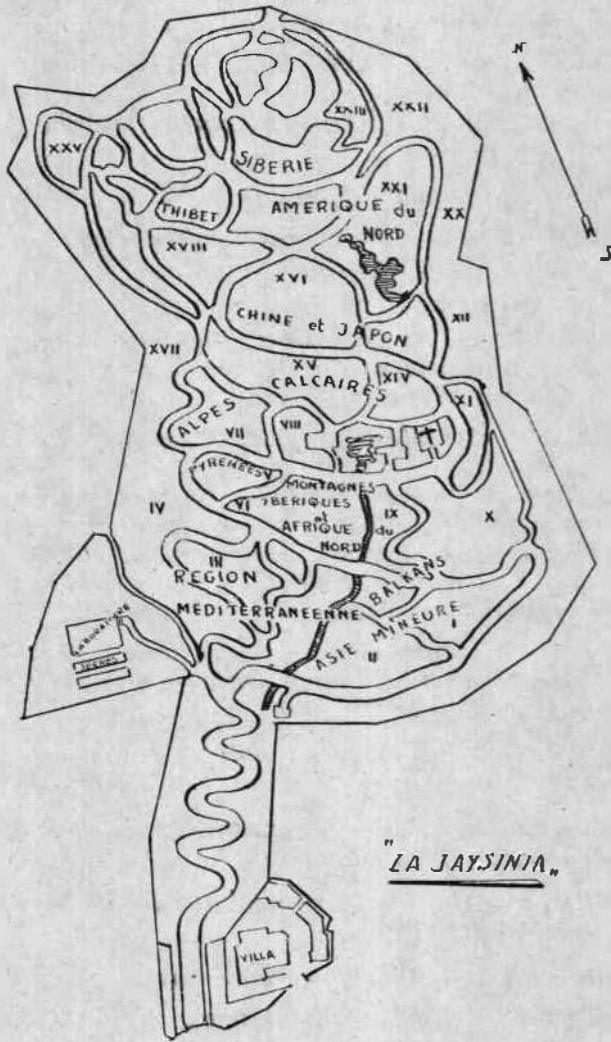 N
S
XXIII
XXII
XXV
SIBERIE
XXI
XX
THIBET
AMERIQUE du
NORD
XVIII
XVI
XII
CHINE et JAPON
XVII
XV
XIV
CALCAIRES
XI
ALPES
VII
VIII
PYRENEES V
MONTAGNES
IBERIQUES
VI
IX
X
IV
et
AFRIQUE du
NORD
III
REGION
BALKANS
MEDITERRANEENNE
I
ASIE MINEURE
II
LABORATOIRE
SERRES
"LA JAYSINIA"
VILLA